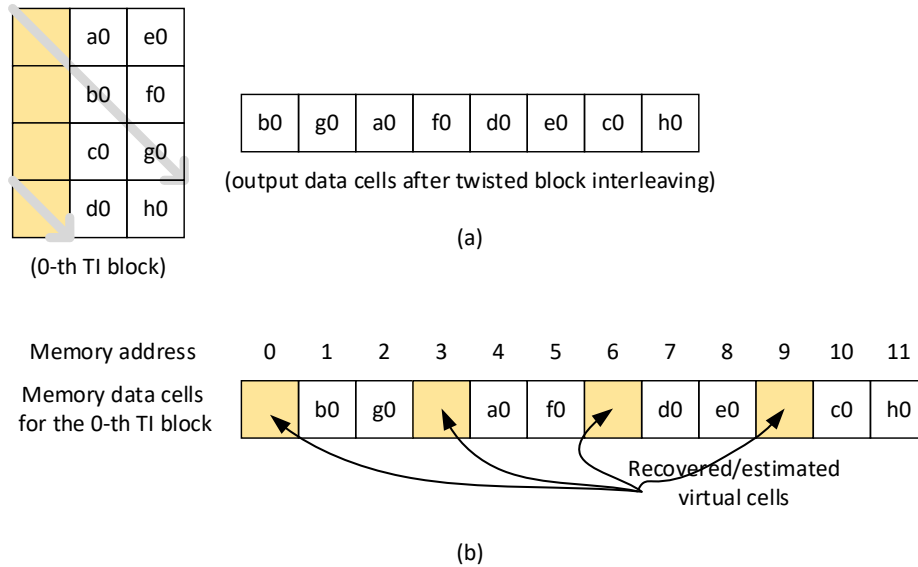 a0 e0
b0 f0
c0 g0
d0 h0
(0-th TI block)
b0 g0 a0 f0 d0 e0 c0 h0
(output data cells after twisted block interleaving)
(a)
Memory address 0 1 2 3 4 5 6 7 8 9 10 11
Memory data cells
for the 0-th TI block
b0 g0 a0 f0 d0 e0 c0 h0
Recovered/estimated
virtual cells
(b)